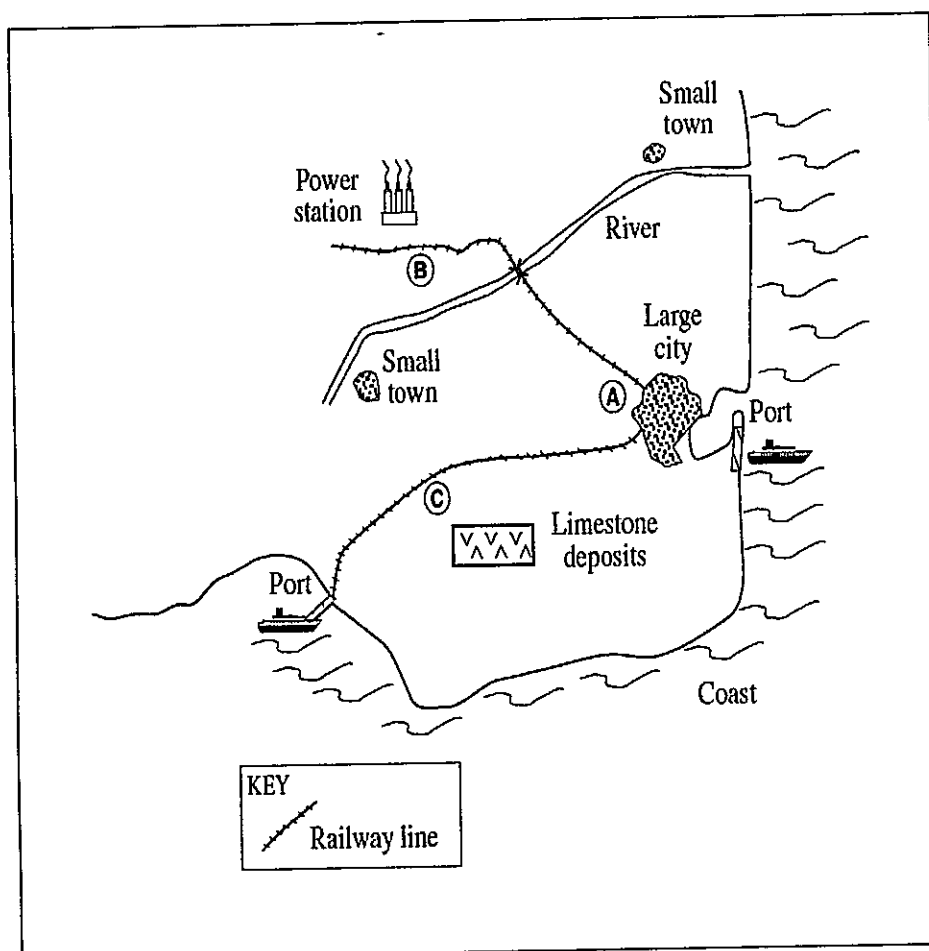 Small
town
Power
station
River
B
Large
city
Small
town
A
Port
C
Limestone
deposits
Port
Coast
KEY
Railway line